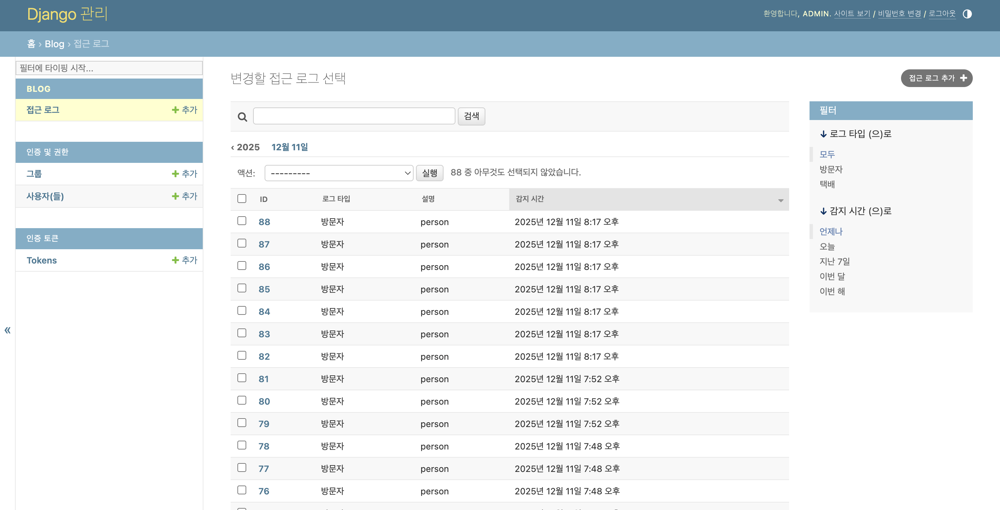 Django 관리
환영합니다, ADMIN. 사이트 보기 / 비밀번호 변경 / 로그아웃
홈 › Blog › 접근 로그
필터에 타이핑 시작...
BLOG
접근 로그 추가
인증 및 권한
그룹 추가
사용자(들) 추가
인증 토큰
Tokens 추가
«
변경할 접근 로그 선택
접근 로그 추가
검색
‹ 2025 12월 11일
액션: --------- 실행 88 중 아무것도 선택되지 않았습니다.
ID 로그 타입 설명 감지 시간
88 방문자 person 2025년 12월 11일 8:17 오후
87 방문자 person 2025년 12월 11일 8:17 오후
86 방문자 person 2025년 12월 11일 8:17 오후
85 방문자 person 2025년 12월 11일 8:17 오후
84 방문자 person 2025년 12월 11일 8:17 오후
83 방문자 person 2025년 12월 11일 8:17 오후
82 방문자 person 2025년 12월 11일 8:17 오후
81 방문자 person 2025년 12월 11일 7:52 오후
80 방문자 person 2025년 12월 11일 7:52 오후
79 방문자 person 2025년 12월 11일 7:52 오후
78 방문자 person 2025년 12월 11일 7:48 오후
77 방문자 person 2025년 12월 11일 7:48 오후
76 방문자 person 2025년 12월 11일 7:48 오후
필터
로그 타입 (으)로
모두
방문자
택배
감지 시간 (으)로
언제나
오늘
지난 7일
이번 달
이번 해